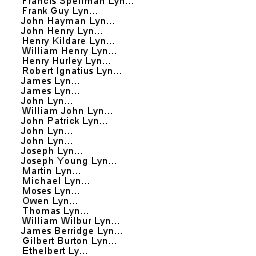 Francis Spellman Lyn...
Frank Guy Lyn...
John Hayman Lyn...
John Henry Lyn...
Henry Kildare Lyn...
William Henry Lyn...
Henry Hurley Lyn...
Robert Ignatius Lyn...
James Lyn...
James Lyn...
John Lyn...
William John Lyn...
John Patrick Lyn...
John Lyn...
John Lyn...
Joseph Lyn...
Joseph Young Lyn...
Martin Lyn...
Michael Lyn...
Moses Lyn...
Owen Lyn...
Thomas Lyn...
William Wilbur Lyn...
James Berridge Lyn...
Gilbert Burton Lyn...
Ethelbert Ly...